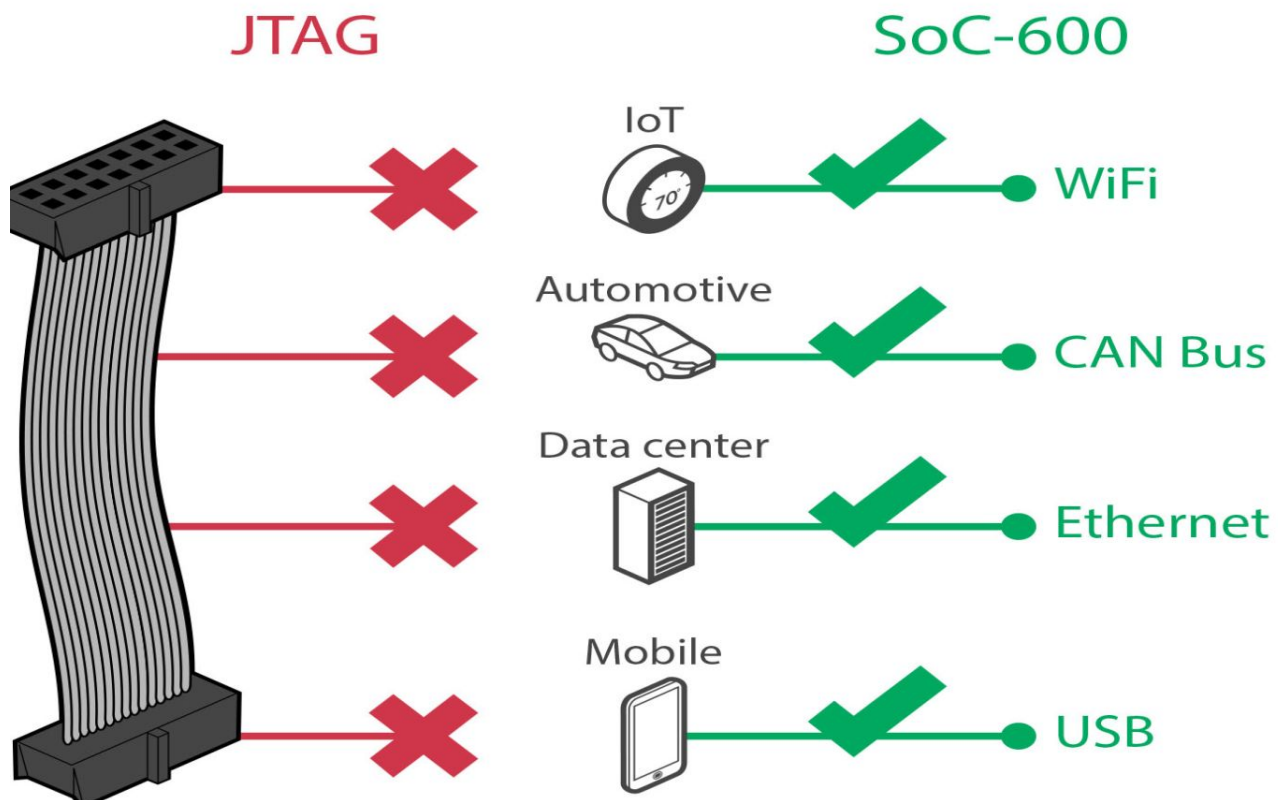 JTAG
SoC-600
IoT
70°
WiFi
Automotive
CAN Bus
Data center
Ethernet
Mobile
USB